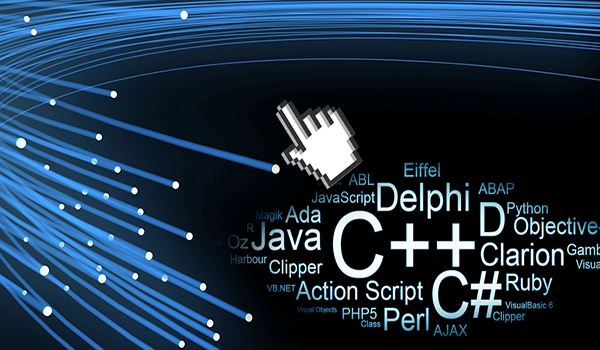 Eiffel
ABL
ABAP
JavaScript
Delphi
Python
Magik
Ada
D
Objective-
R
C++
Oz
Java
Clarion
Gamb
Harbour
Clipper
Visua
VB.NET
Action Script
C#
Ruby
Visual Objects
PHP5
VisualBasic 6
Class
Perl
Clipper
AJAX